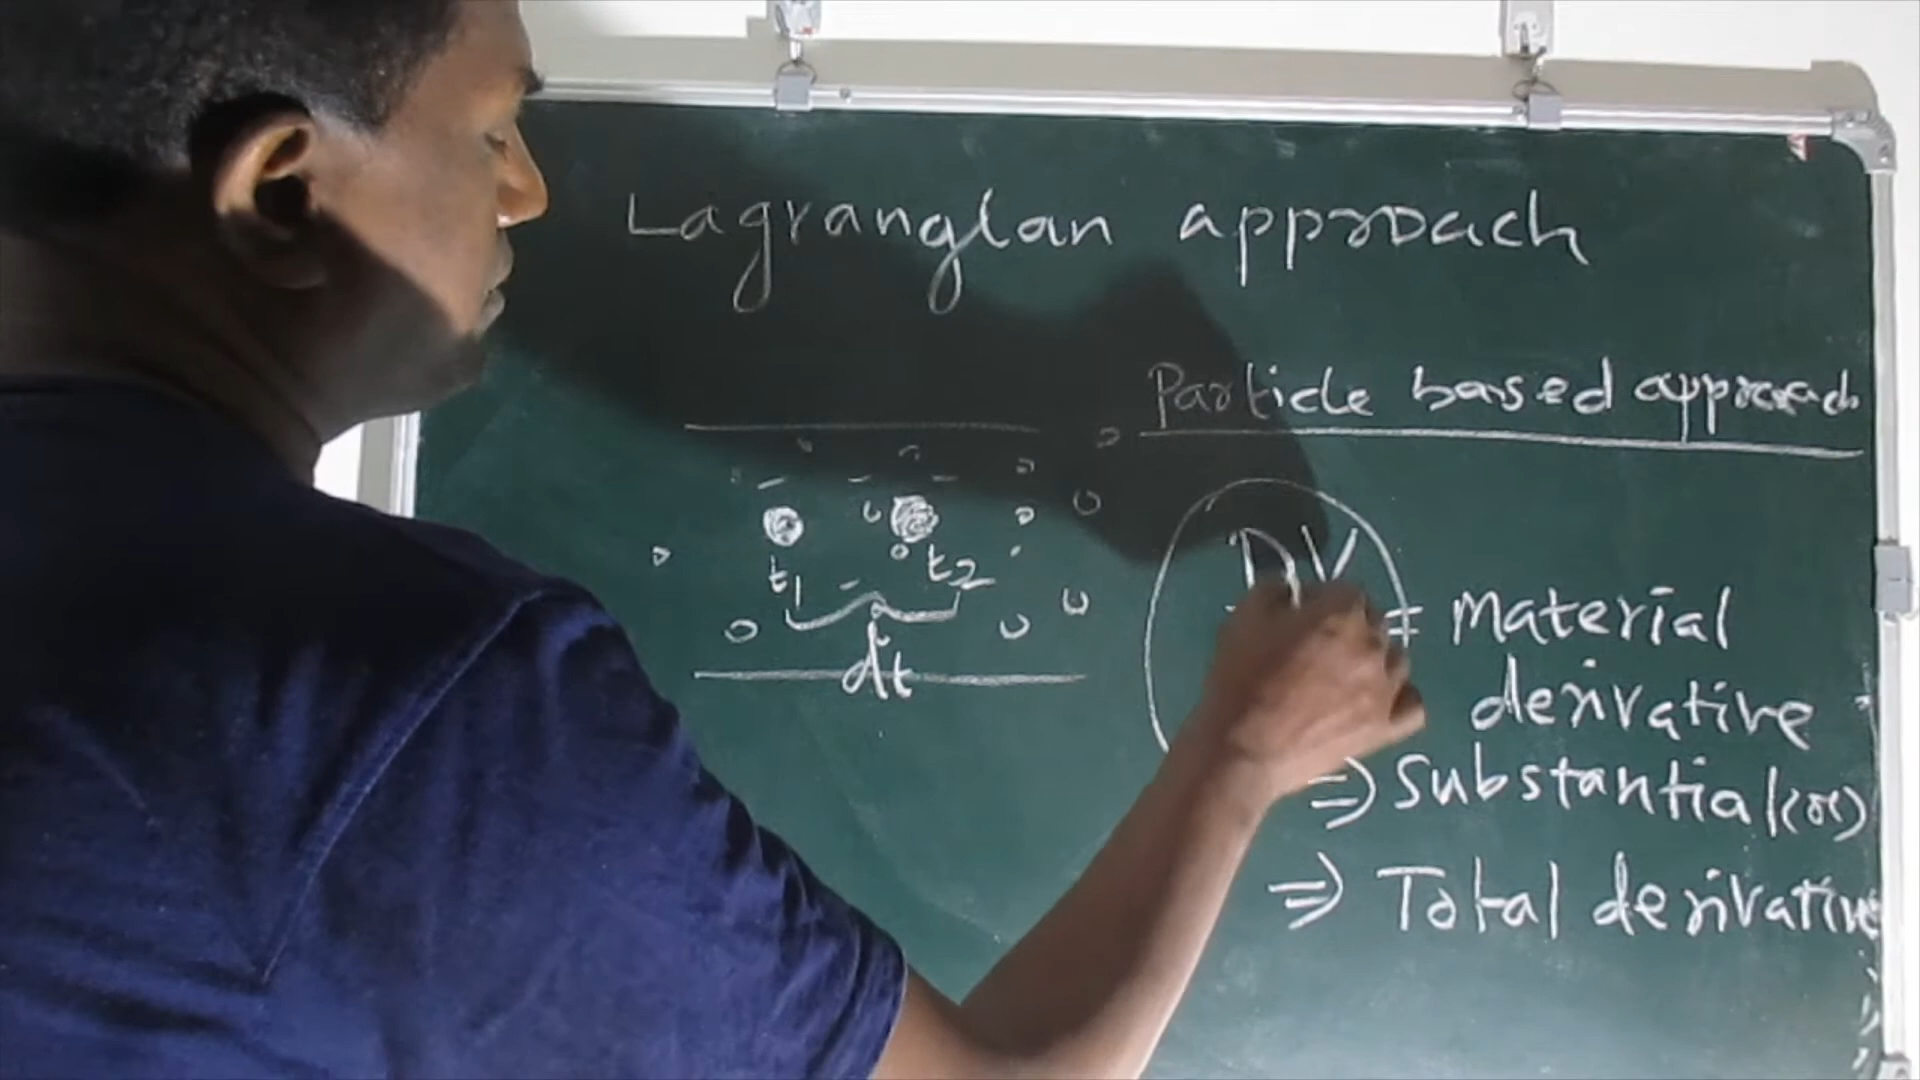 Lagrangian approach
Particle based approach
t1 t2
dt
DV
= Material
derivative
=> Substantial (or)
=> Total derivative